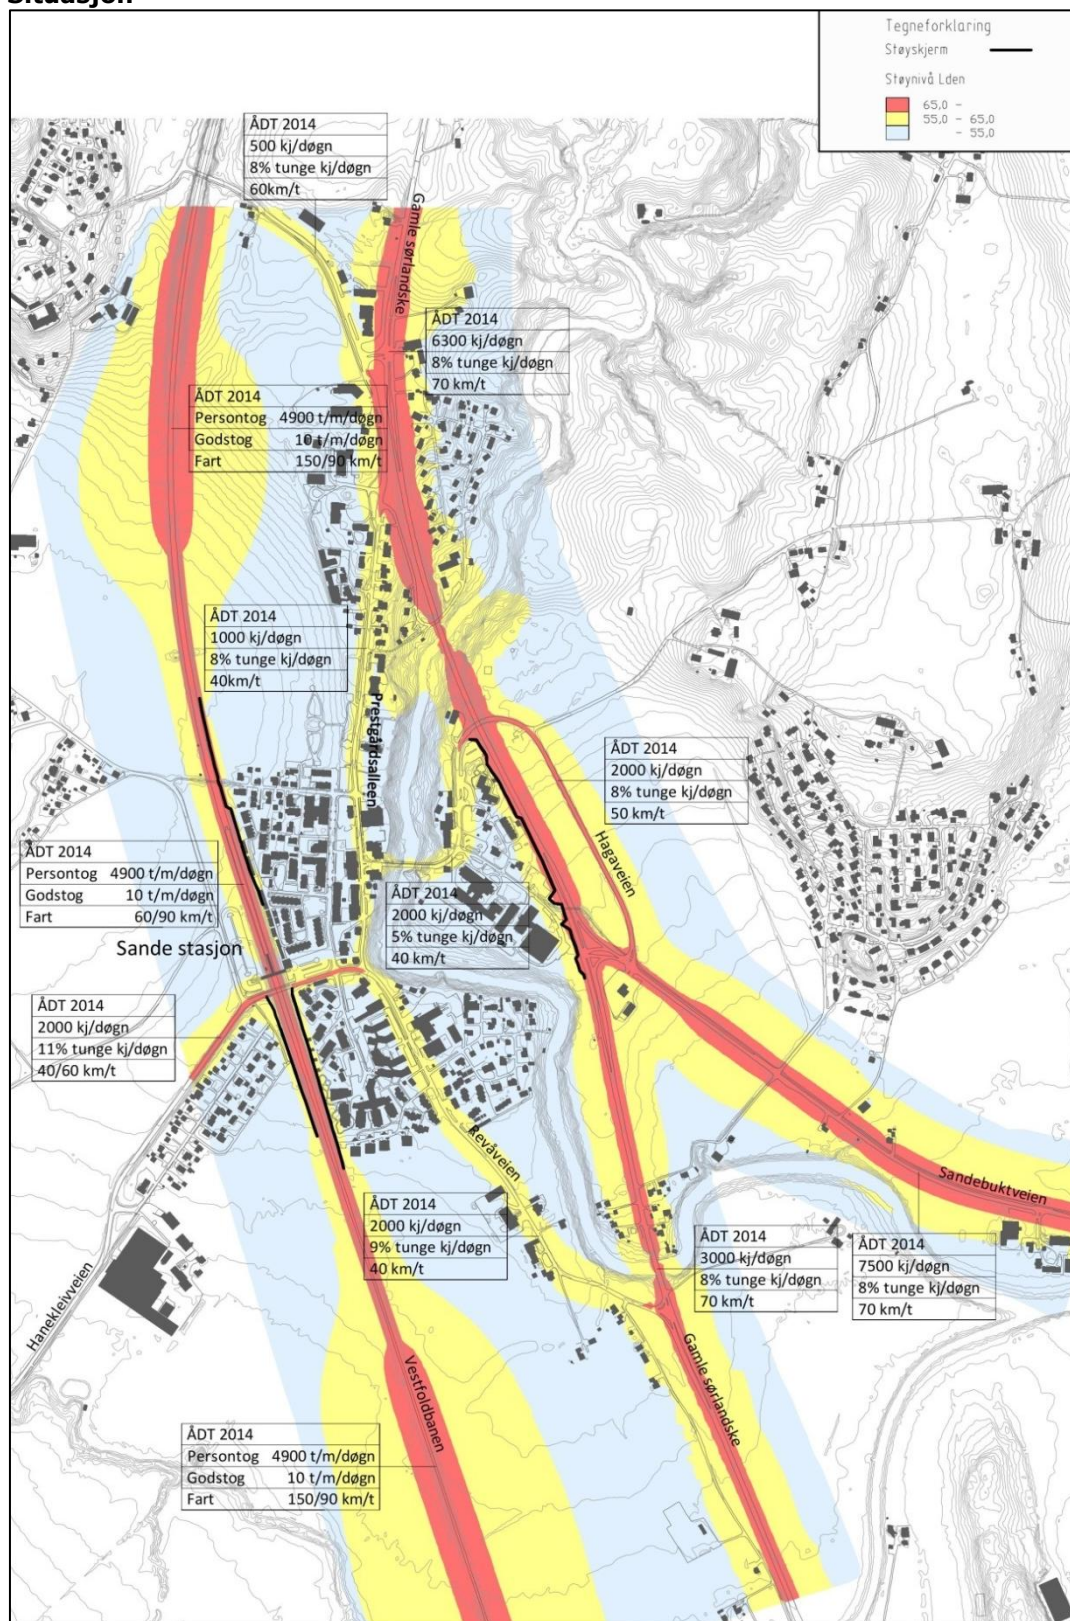 Situasjon
Tegneforklaring
Støyskjerm
Støynivå Lden
65,0 -
55,0 - 65,0
- 55,0
ÅDT 2014
500 kj/døgn
8% tunge kj/døgn
60km/t
Gamle sørlandske
ÅDT 2014
6300 kj/døgn
8% tunge kj/døgn
70 km/t
ÅDT 2014
Persontog 4900 t/m/døgn
Godstog 10 t/m/døgn
Fart 150/90 km/t
ÅDT 2014
1000 kj/døgn
8% tunge kj/døgn
40km/t
Prestgårdsalleen
ÅDT 2014
2000 kj/døgn
8% tunge kj/døgn
50 km/t
Hagaveien
ÅDT 2014
Persontog 4900 t/m/døgn
Godstog 10 t/m/døgn
Fart 60/90 km/t
Sande stasjon
ÅDT 2014
2000 kj/døgn
5% tunge kj/døgn
40 km/t
ÅDT 2014
2000 kj/døgn
11% tunge kj/døgn
40/60 km/t
Revåveien
Sandebuktveien
ÅDT 2014
2000 kj/døgn
9% tunge kj/døgn
40 km/t
ÅDT 2014
3000 kj/døgn
8% tunge kj/døgn
70 km/t
ÅDT 2014
7500 kj/døgn
8% tunge kj/døgn
70 km/t
Hanekleivveien
Vestfoldbanen
Gamle sørlandske
ÅDT 2014
Persontog 4900 t/m/døgn
Godstog 10 t/m/døgn
Fart 150/90 km/t